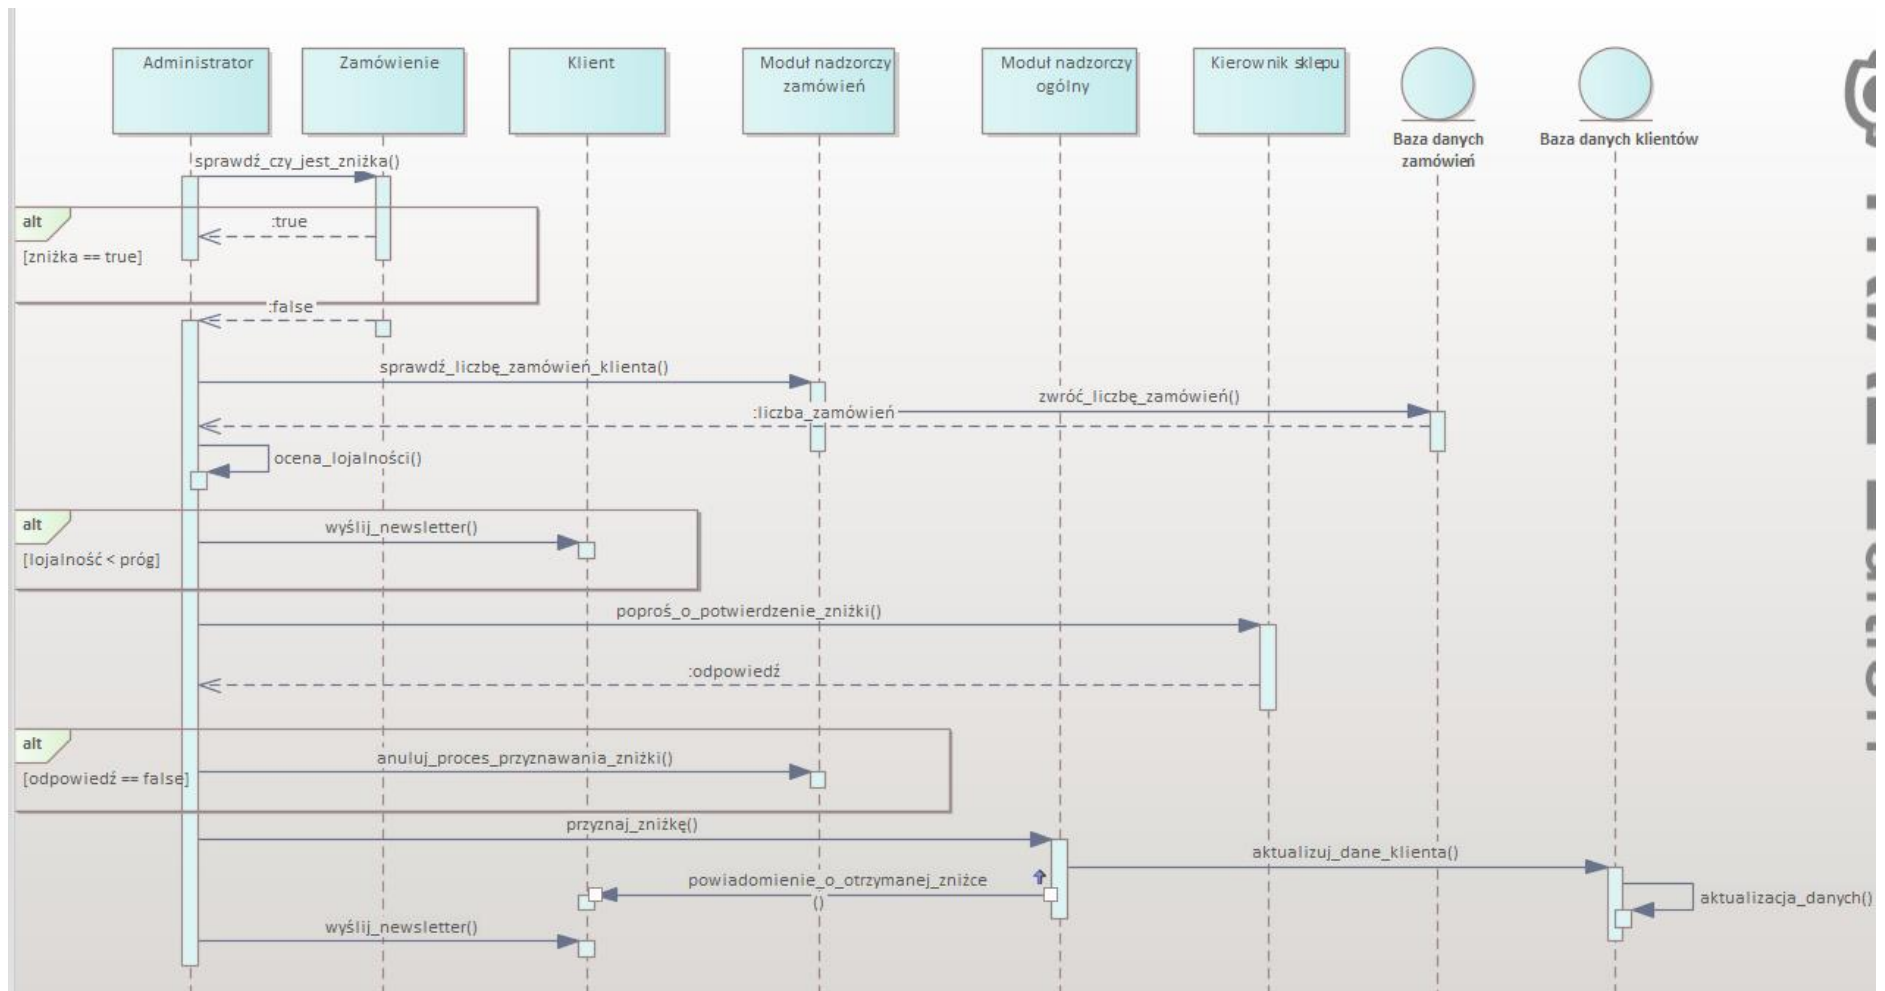 Administrator
Zamówienie
Klient
Moduł nadzorczy
zamówień
Moduł nadzorczy
ogólny
Kierownik sklepu
Baza danych
zamówień
Baza danych klientów
sprawdź_czy_jest_zniżka()
alt
:true
[zniżka == true]
:false
sprawdź_liczbę_zamówień_klienta()
zwróć_liczbę_zamówień()
:liczba_zamówień
ocena_lojalności()
alt
wyślij_newsletter()
[lojalność < próg]
poproś_o_potwierdzenie_zniżki()
:odpowiedź
alt
anuluj_proces_przyznawania_zniżki()
[odpowiedź == false]
przyznaj_zniżkę()
aktualizuj_dane_klienta()
powiadomienie_o_otrzymanej_zniżce
()
aktualizacja_danych()
wyślij_newsletter()